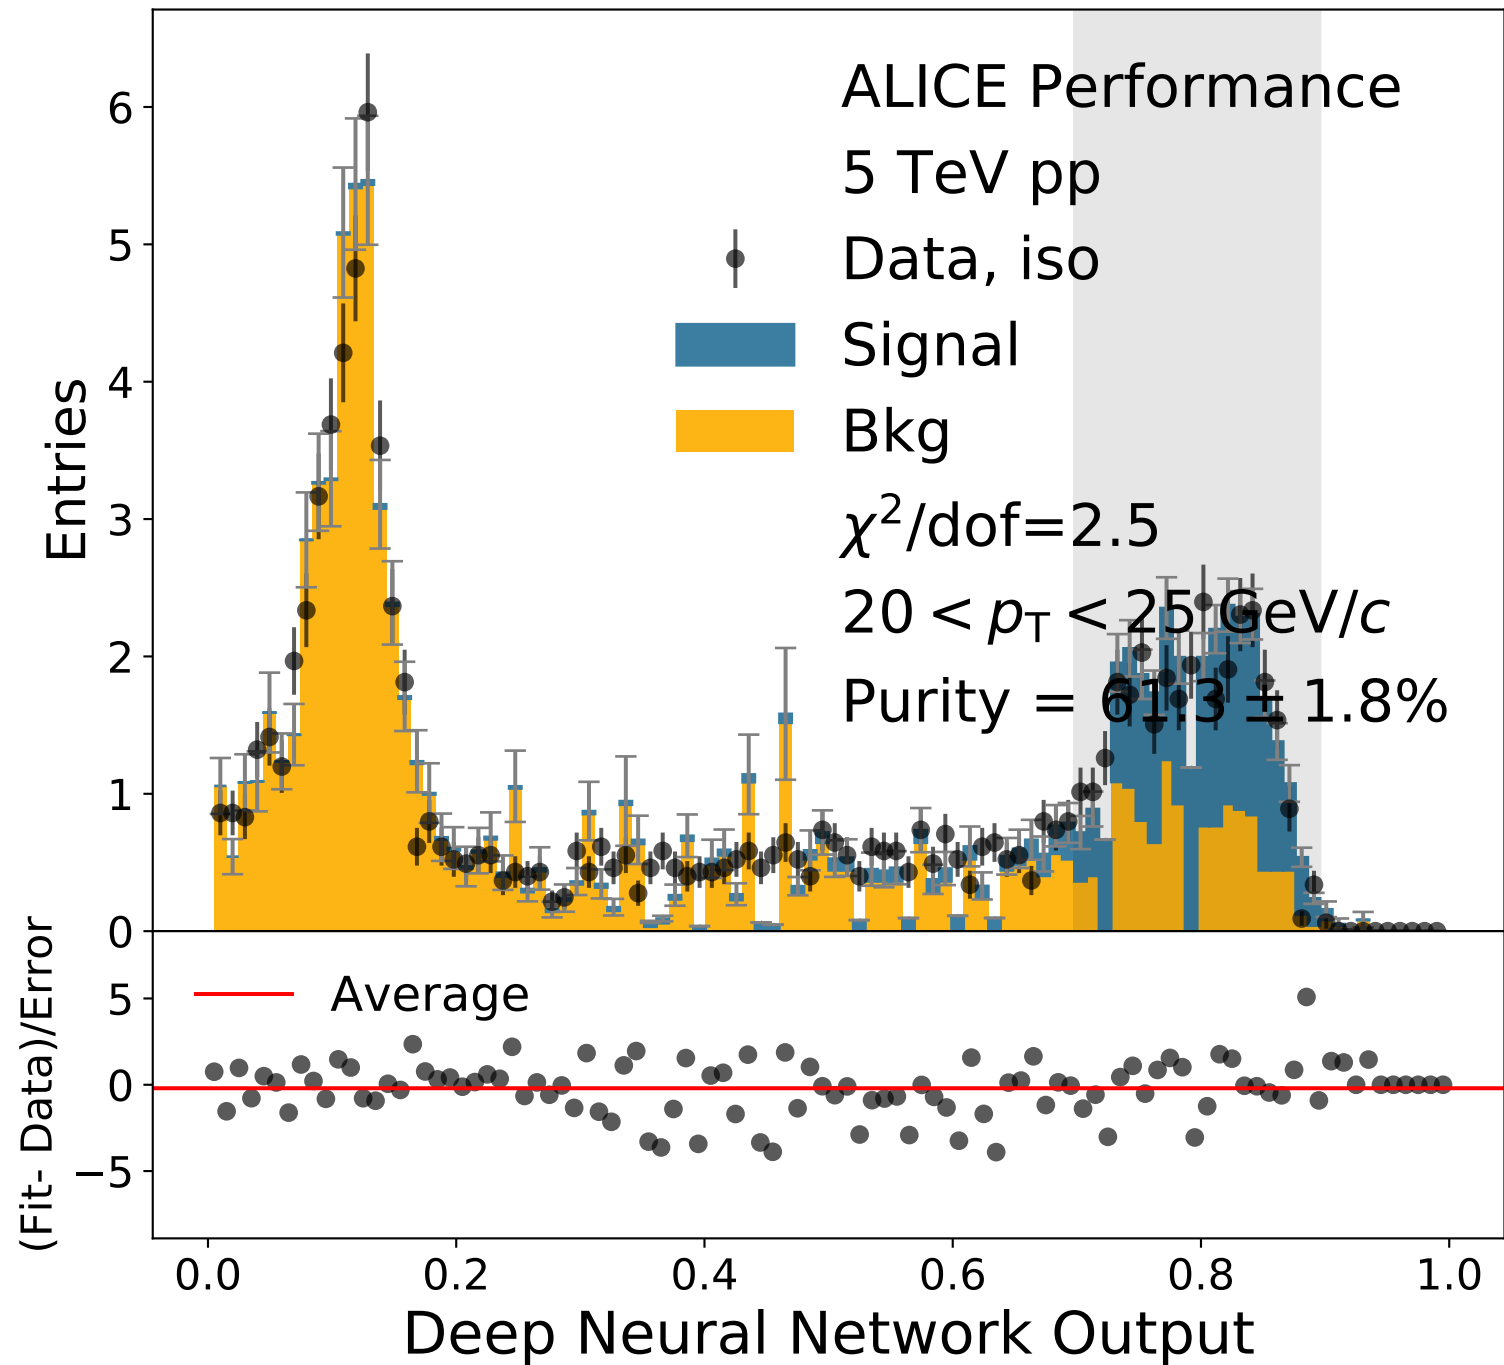 ALICE Performance
5 TeV pp
Data, iso
Signal
Bkg
χ²/dof=2.5
20 < pT < 25 GeV/c
Purity = 61.3 ± 1.8%
Entries
6
5
4
3
2
1
0
Average
(Fit- Data)/Error
5
0
−5
0.0 0.2 0.4 0.6 0.8 1.0
Deep Neural Network Output